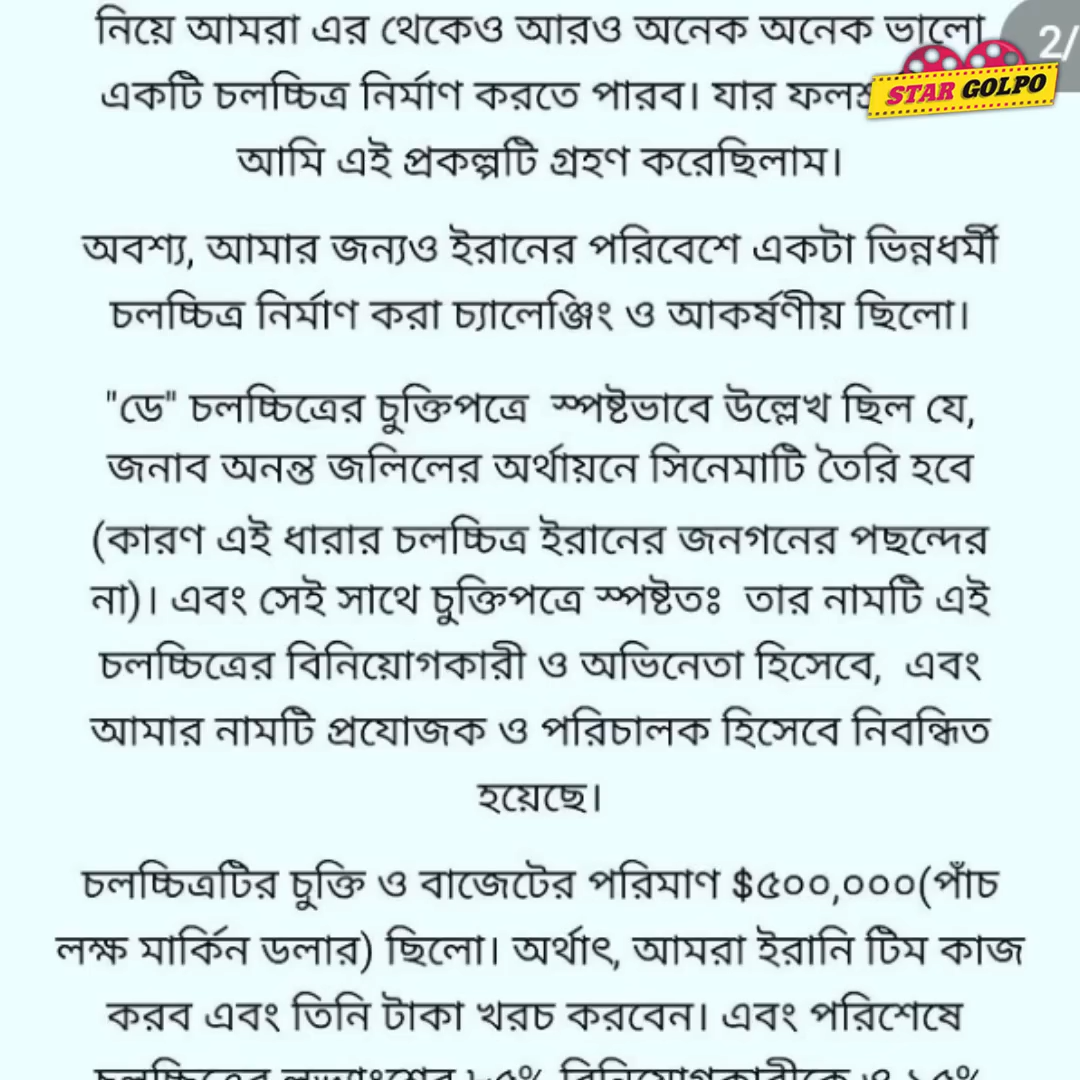 নিয়ে আমরা এর থেকেও আরও অনেক অনেক ভালো
2/
STAR GOLPO
একটি চলচ্চিত্র নির্মাণ করতে পারব। যার
আমি এই প্রকল্পটি গ্রহণ করেছিলাম।
অবশ্য, আমার জন্যও ইরানের পরিবেশে একটা ভিন্নধর্মী
চলচ্চিত্র নির্মাণ করা চ্যালেঞ্জিং ও আকর্ষণীয় ছিলো।
"ডে" চলচ্চিত্রের চুক্তিপত্রে স্পষ্টভাবে উল্লেখ ছিল যে,
জনাব অনন্ত জলিলের অর্থায়নে সিনেমাটি তৈরি হবে
(কারণ এই ধারার চলচ্চিত্র ইরানের জনগনের পছন্দের
না)। এবং সেই সাথে চুক্তিপত্রে স্পষ্টতঃ তার নামটি এই
চলচ্চিত্রের বিনিয়োগকারী ও অভিনেতা হিসেবে, এবং
আমার নামটি প্রযোজক ও পরিচালক হিসেবে নিবন্ধিত
হয়েছে।
চলচ্চিত্রটির চুক্তি ও বাজেটের পরিমাণ $৫০০,০০০(পাঁচ
লক্ষ মার্কিন ডলার) ছিলো। অর্থাৎ, আমরা ইরানি টিম কাজ
করব এবং তিনি টাকা খরচ করবেন। এবং পরিশেষে